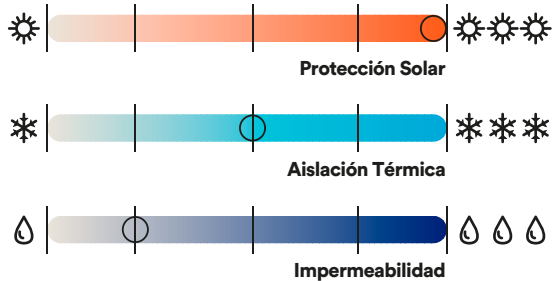 Protección Solar
Aislación Térmica
Impermeabilidad